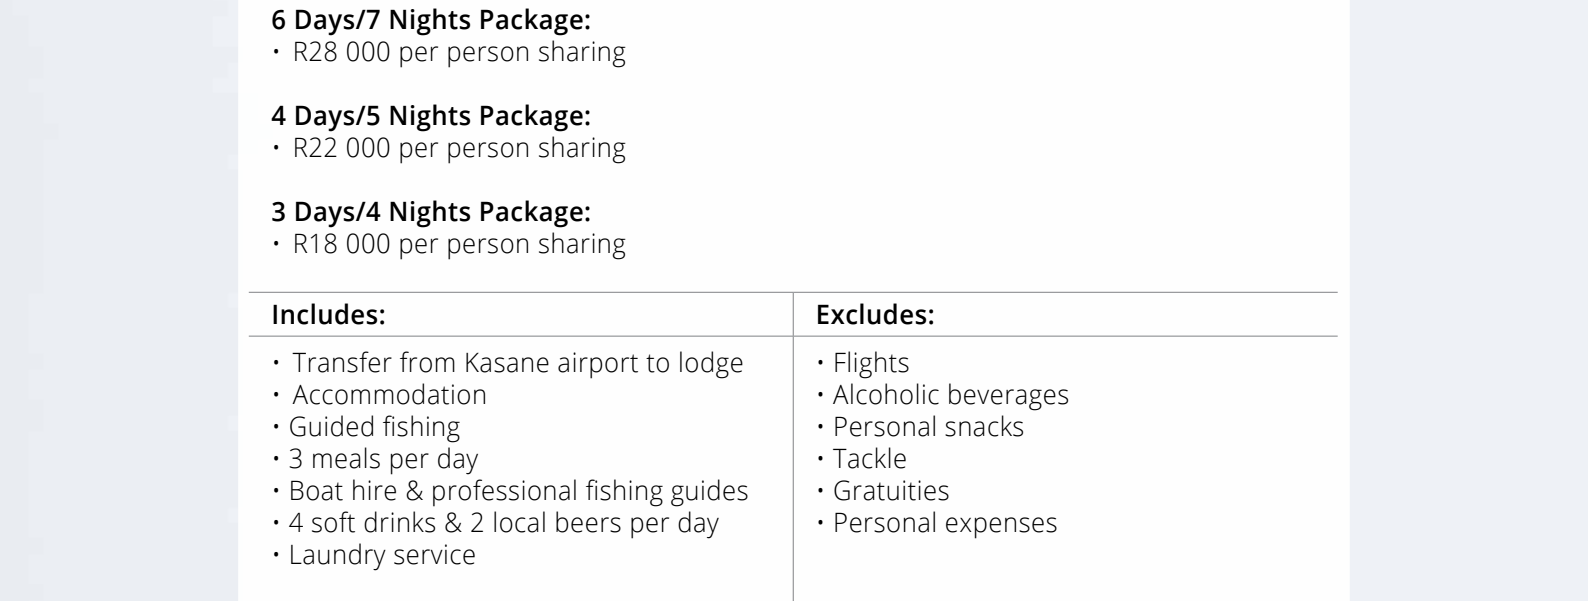 6 Days/7 Nights Package:
• R28 000 per person sharing
4 Days/5 Nights Package:
• R22 000 per person sharing
3 Days/4 Nights Package:
• R18 000 per person sharing
Includes:
• Transfer from Kasane airport to lodge
• Accommodation
• Guided fishing
• 3 meals per day
• Boat hire & professional fishing guides
• 4 soft drinks & 2 local beers per day
• Laundry service
Excludes:
• Flights
• Alcoholic beverages
• Personal snacks
• Tackle
• Gratuities
• Personal expenses